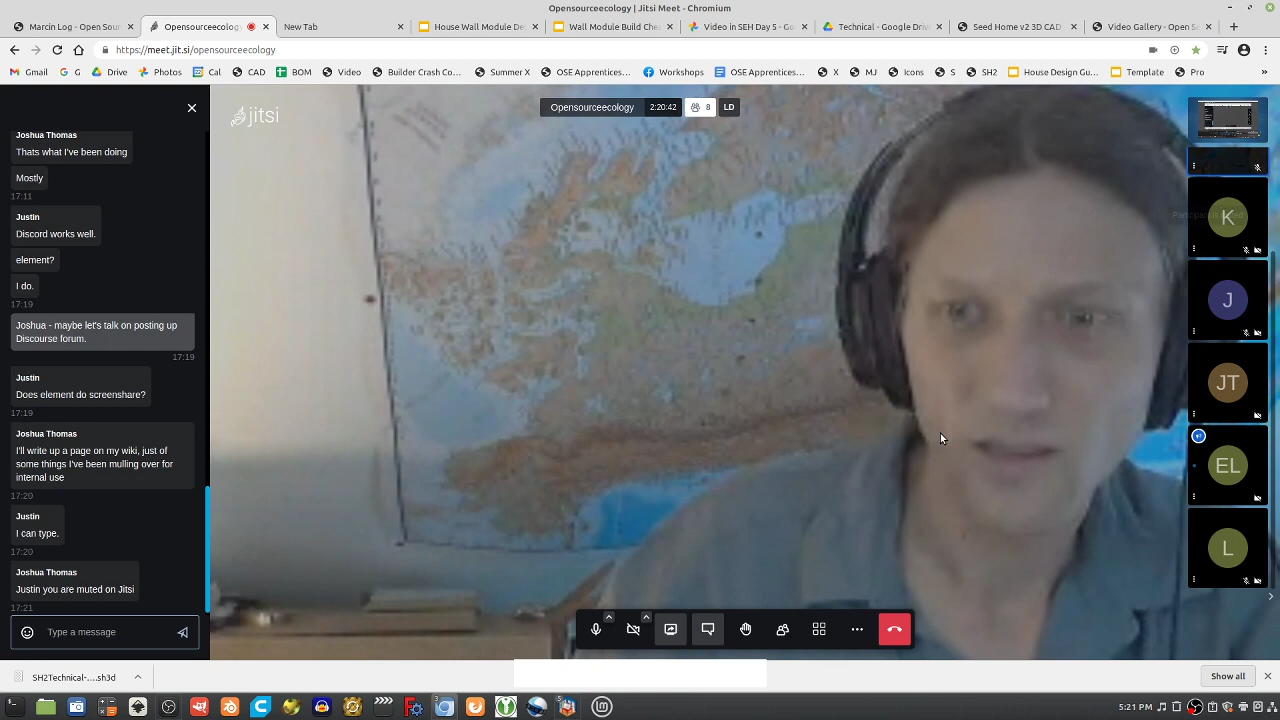 Opensourceecology | Jitsi Meet - Chromium
Marcin Log - Open Sour
Opensourceecology
New Tab
House Wall Module De
Wall Module Build Che
Video in SEH Day 5 - Go
Technical - Google Driv
Seed Home v2 3D CAD
Video Gallery - Open Se
https://meet.jit.si/opensourceecology
Gmail
G
Drive
Photos
Cal
CAD
BOM
Video
Builder Crash Co...
Summer X
OSE Apprentices...
Workshops
OSE Apprentices...
X
MJ
Icons
S
SH2
House Design Gu...
Template
Pro
»
jitsi
Opensourceecology
2:20:42
8
LD
Joshua Thomas
Thats what I've been doing
Mostly
17:11
Justin
Discord works well.
element?
I do.
17:19
Joshua - maybe let's talk on posting up
Discourse forum.
17:19
Justin
Does element do screenshare?
17:19
Joshua Thomas
I'll write up a page on my wiki, just of
some things I've been mulling over for
internal use
17:20
Justin
I can type.
17:20
Joshua Thomas
Justin you are muted on Jitsi
17:21
Type a message
K
J
JT
EL
L
SH2Technical-....sh3d
Show all
5:21 PM